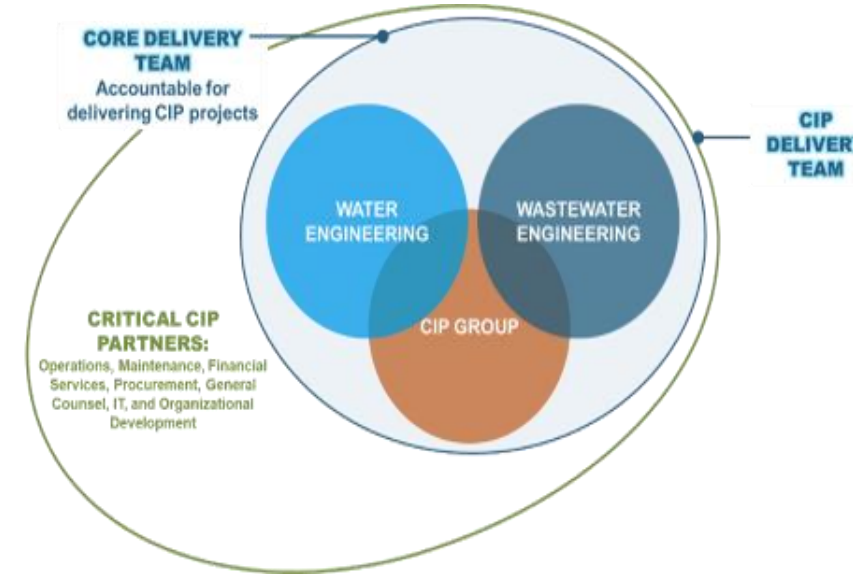 CORE DELIVERY
TEAM
Accountable for
delivering CIP projects
CIP
DELIVER
TEAM
WATER
ENGINEERING
WASTEWATER
ENGINEERING
CIP GROUP
CRITICAL CIP
PARTNERS:
Operations, Maintenance, Financial
Services, Procurement, General
Counsel, IT, and Organizational
Development